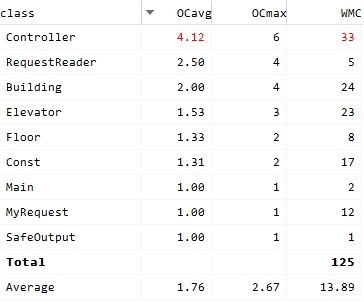 class OCavg OCmax WMC
Controller 4.12 6 33
RequestReader 2.50 4 5
Building 2.00 4 24
Elevator 1.53 3 23
Floor 1.33 2 8
Const 1.31 2 17
Main 1.00 1 2
MyRequest 1.00 1 12
SafeOutput 1.00 1 1
Total 125
Average 1.76 2.67 13.89